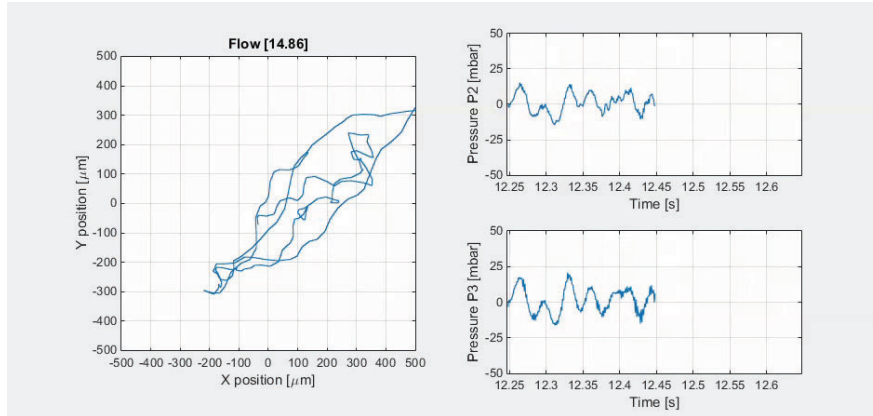 Flow [14.86]
500
400
300
200
100
0
-100
-200
-300
-400
-500
Y position [μm]
-500 -400 -300 -200 -100 0 100 200 300 400 500
X position [μm]
50
25
0
-25
-50
Pressure P2 [mbar]
12.25 12.3 12.35 12.4 12.45 12.5 12.55 12.6
Time [s]
50
25
0
-25
-50
Pressure P3 [mbar]
12.25 12.3 12.35 12.4 12.45 12.5 12.55 12.6
Time [s]